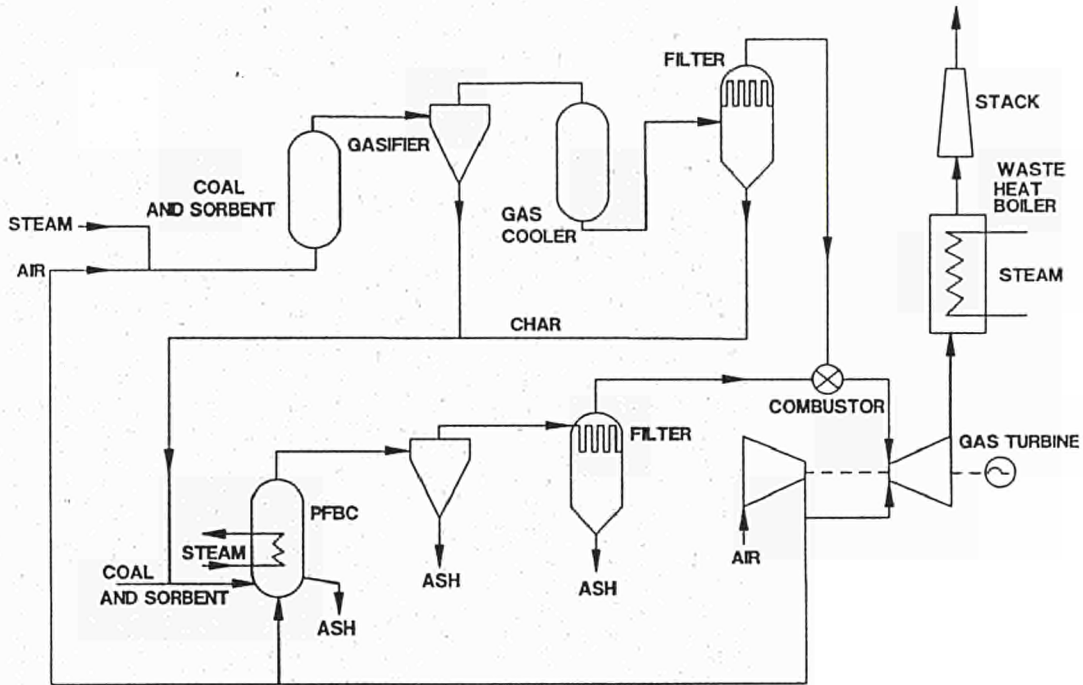 FILTER
STACK
GASIFIER
WASTE
HEAT
BOILER
COAL
AND SORBENT
GAS
COOLER
STEAM
AIR
STEAM
CHAR
COMBUSTOR
FILTER
GAS TURBINE
PFBC
STEAM
AIR
COAL
AND SORBENT
ASH
ASH
ASH